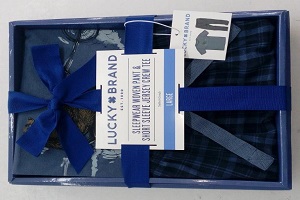 LUCKY BRAND
LUCKY BRAND
SLEEPWEAR WOVEN PANT &
SHORT SLEEVE JERSEY CREW TEE
LARGE